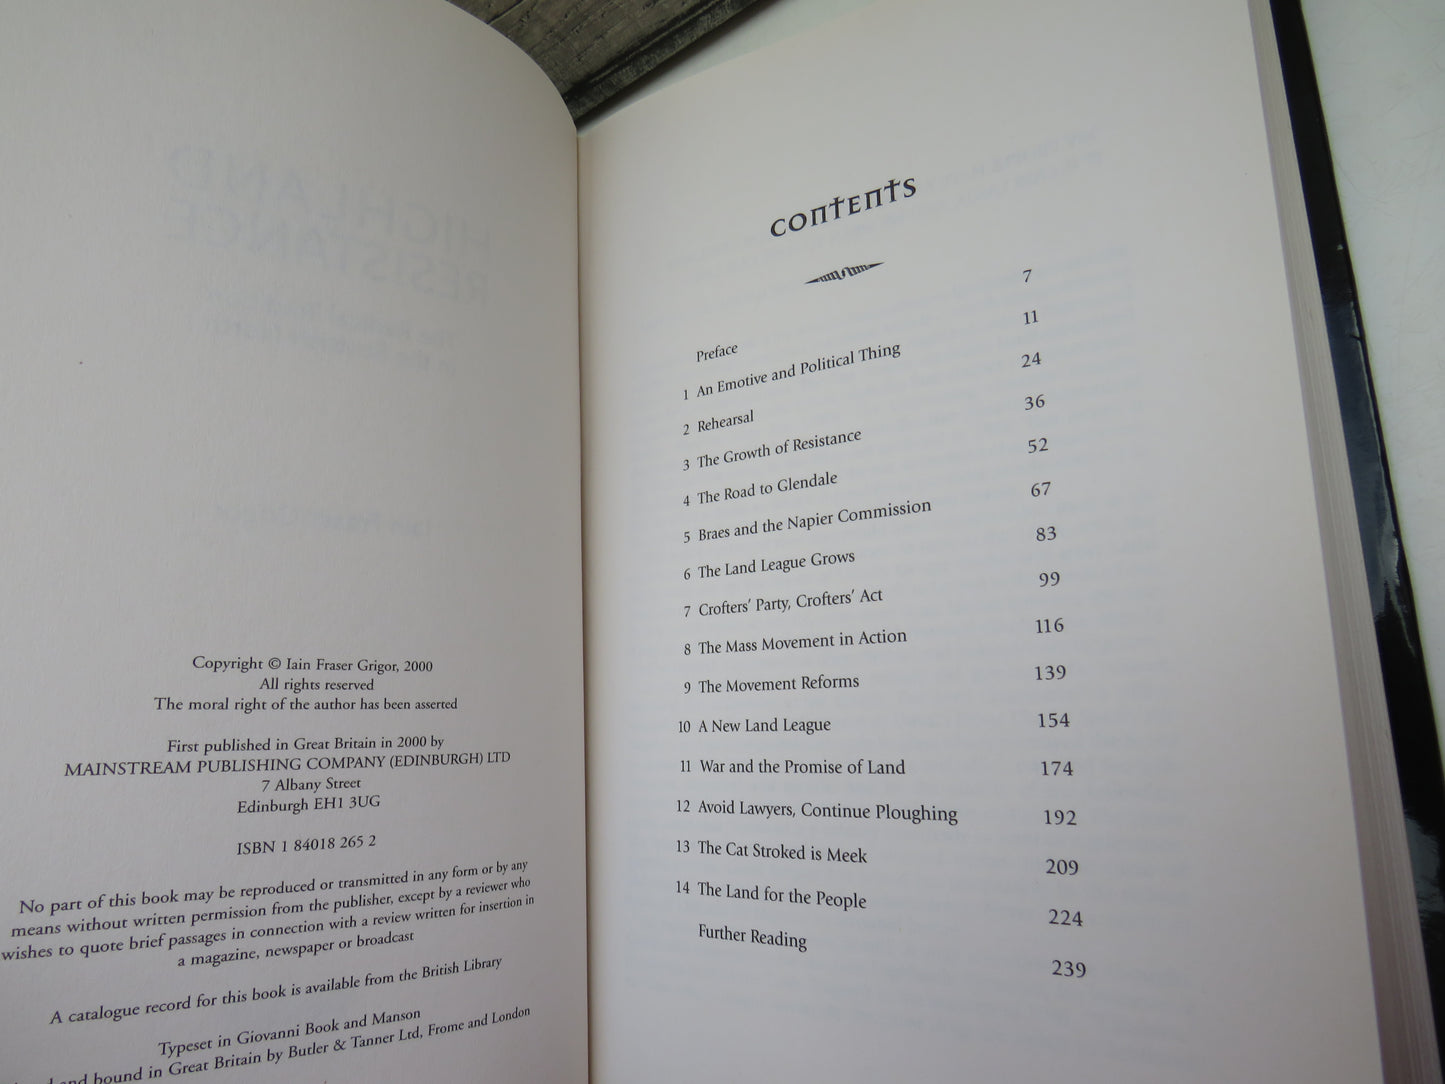 Copyright © Iain Fraser Grigor, 2000
All rights reserved
The moral right of the author has been asserted
First published in Great Britain in 2000 by
MAINSTREAM PUBLISHING COMPANY (EDINBURGH) LTD
7 Albany Street
Edinburgh EH1 3UG
ISBN 1 84018 265 2
No part of this book may be reproduced or transmitted in any form or by any
means without written permission from the publisher, except by a reviewer who
wishes to quote brief passages in connection with a review written for insertion in
a magazine, newspaper or broadcast
A catalogue record for this book is available from the British Library
Typeset in Giovanni Book and Manson
and bound in Great Britain by Butler & Tanner Ltd, Frome and London
CONTENTS
Preface 7
1 An Emotive and Political Thing 11
2 Rehearsal 24
3 The Growth of Resistance 36
4 The Road to Glendale 52
5 Braes and the Napier Commission 67
6 The Land League Grows 83
7 Crofters' Party, Crofters' Act 99
8 The Mass Movement in Action 116
9 The Movement Reforms 139
10 A New Land League 154
11 War and the Promise of Land 174
12 Avoid Lawyers, Continue Ploughing 192
13 The Cat Stroked is Meek 209
14 The Land for the People 224
Further Reading 239